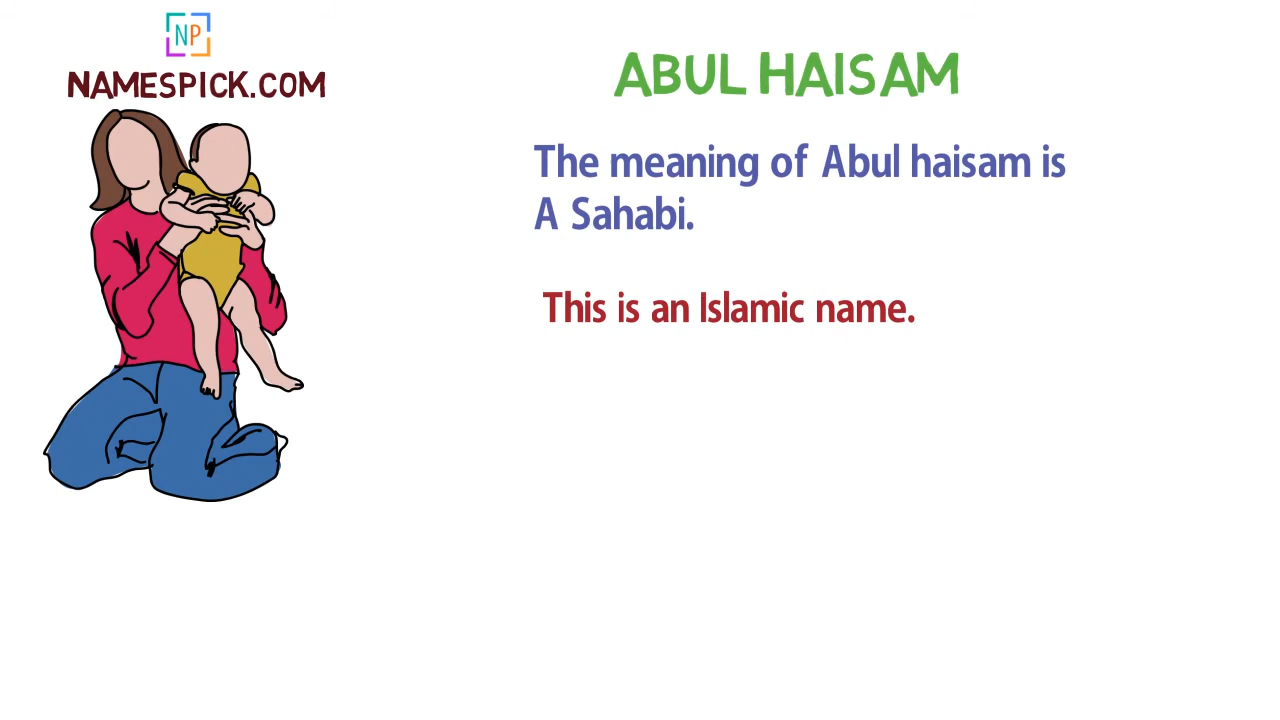 NP
NAMESPICK.COM
ABUL HAISAM
The meaning of Abul haisam is
A Sahabi.
This is an Islamic name.